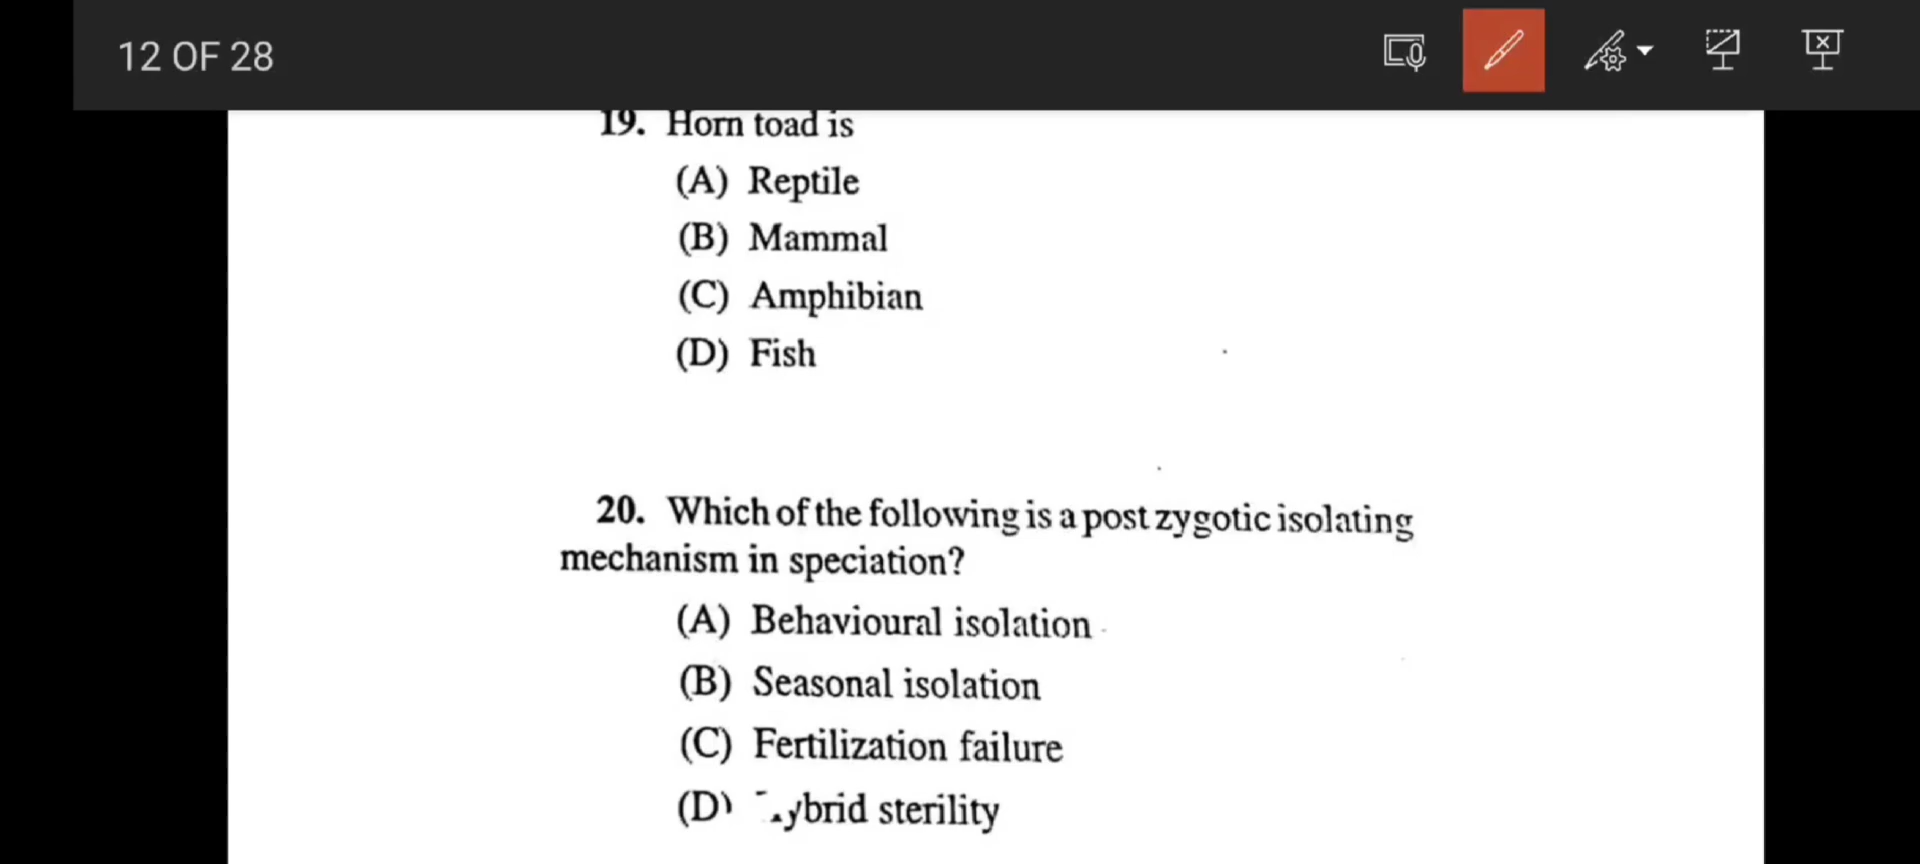 12 OF 28
19. Horn toad is
(A) Reptile
(B) Mammal
(C) Amphibian
(D) Fish
20. Which of the following is a post zygotic isolating
mechanism in speciation?
(A) Behavioural isolation
(B) Seasonal isolation
(C) Fertilization failure
(D) Hybrid sterility